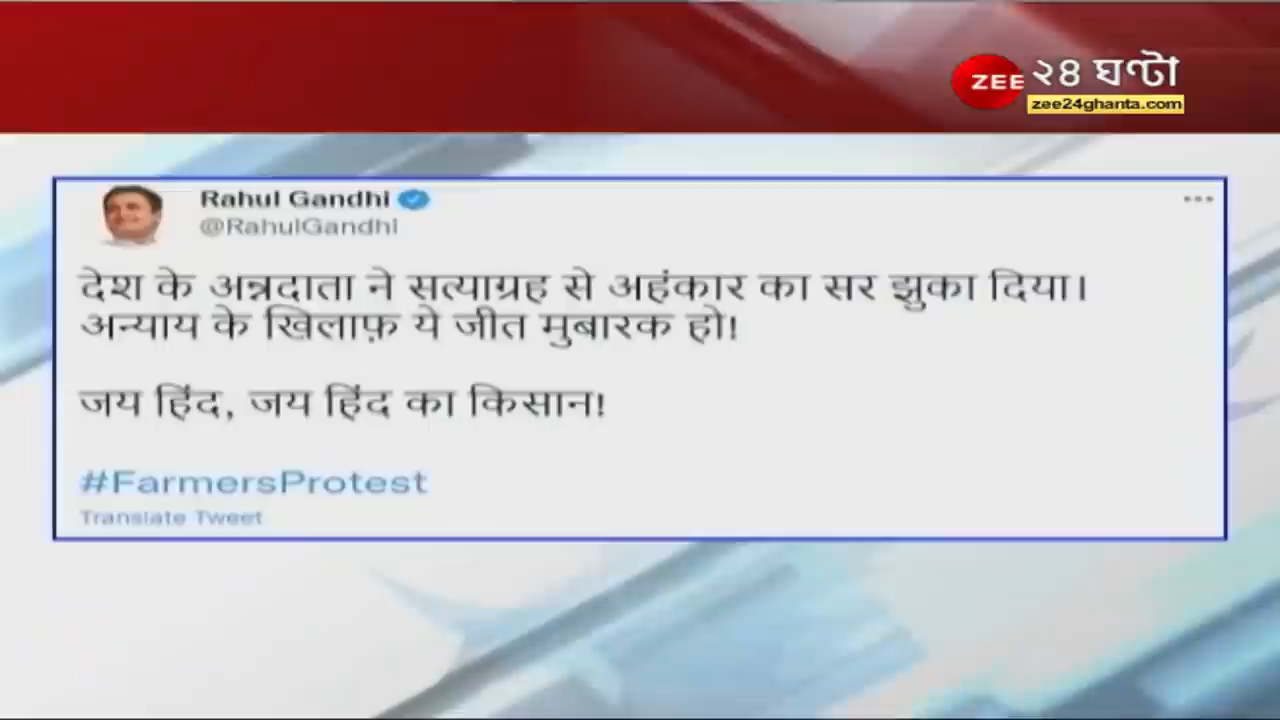 ZEE ২৪ ঘণ্টা
zee24ghanta.com
Rahul Gandhi
@RahulGandhi
देश के अन्नदाता ने सत्याग्रह से अहंकार का सर झुका दिया।
अन्याय के खिलाफ़ ये जीत मुबारक हो!
जय हिंद, जय हिंद का किसान!
#FarmersProtest
Translate Tweet